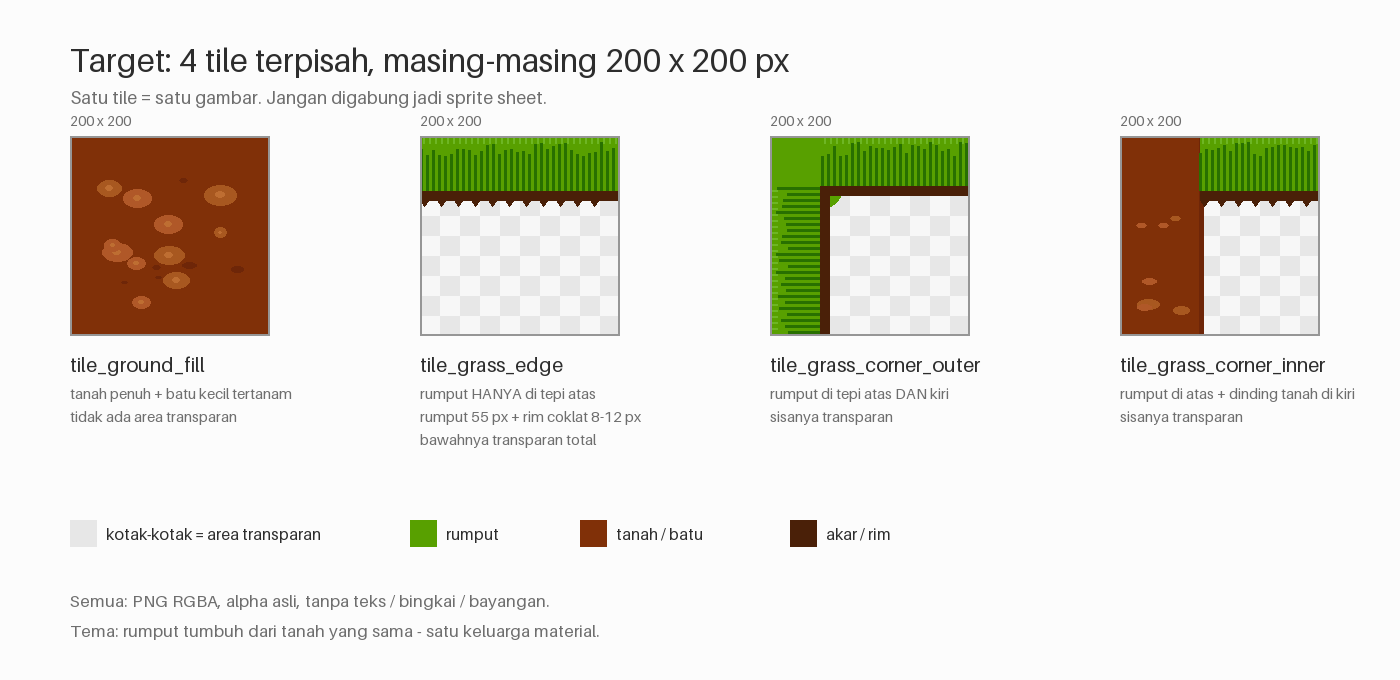 Target: 4 tile terpisah, masing-masing 200 x 200 px
Satu tile = satu gambar. Jangan digabung jadi sprite sheet.
200 x 200
200 x 200
200 x 200
200 x 200
tile_ground_fill
tanah penuh + batu kecil tertanam
tidak ada area transparan
tile_grass_edge
rumput HANYA di tepi atas
rumput 55 px + rim coklat 8-12 px
bawahnya transparan total
tile_grass_corner_outer
rumput di tepi atas DAN kiri
sisanya transparan
tile_grass_corner_inner
rumput di atas + dinding tanah di kiri
sisanya transparan
kotak-kotak = area transparan
rumput
tanah / batu
akar / rim
Semua: PNG RGBA, alpha asli, tanpa teks / bingkai / bayangan.
Tema: rumput tumbuh dari tanah yang sama - satu keluarga material.